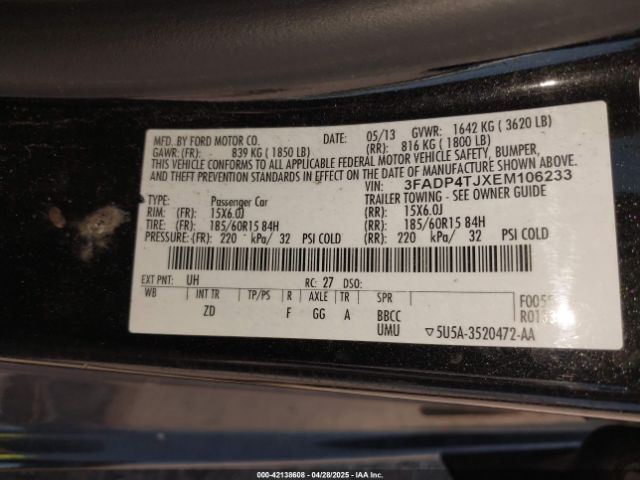 MFD. BY FORD MOTOR CO. DATE: 05/13 GVWR: 1642 KG ( 3620 LB)
GAWR: (FR): 839 KG ( 1850 LB) (RR): 816 KG ( 1800 LB)
THIS VEHICLE CONFORMS TO ALL APPLICABLE FEDERAL MOTOR VEHICLE SAFETY, BUMPER,
AND THEFT PREVENTION STANDARDS IN EFFECT ON THE DATE OF MANUFACTURE SHOWN ABOVE.
VIN: 3FADP4TJXEM106233
TYPE: Passenger Car TRAILER TOWING - SEE OWNER GUIDE
RIM: (FR): 15X6.0J (RR): 15X6.0J
TIRE: (FR): 185/60R15 84H (RR): 185/60R15 84H
PRESSURE: (FR): 220 kPa/ 32 PSI COLD (RR): 220 kPa/ 32 PSI COLD
EXT PNT: UH RC: 27 DSO:
WB INT TR TP/PS R AXLE TR SPR
ZD F GG A BBCC
UMU ▽5U5A-3520472-AA
000-42138608 - 04/28/2025 - IAA Inc.